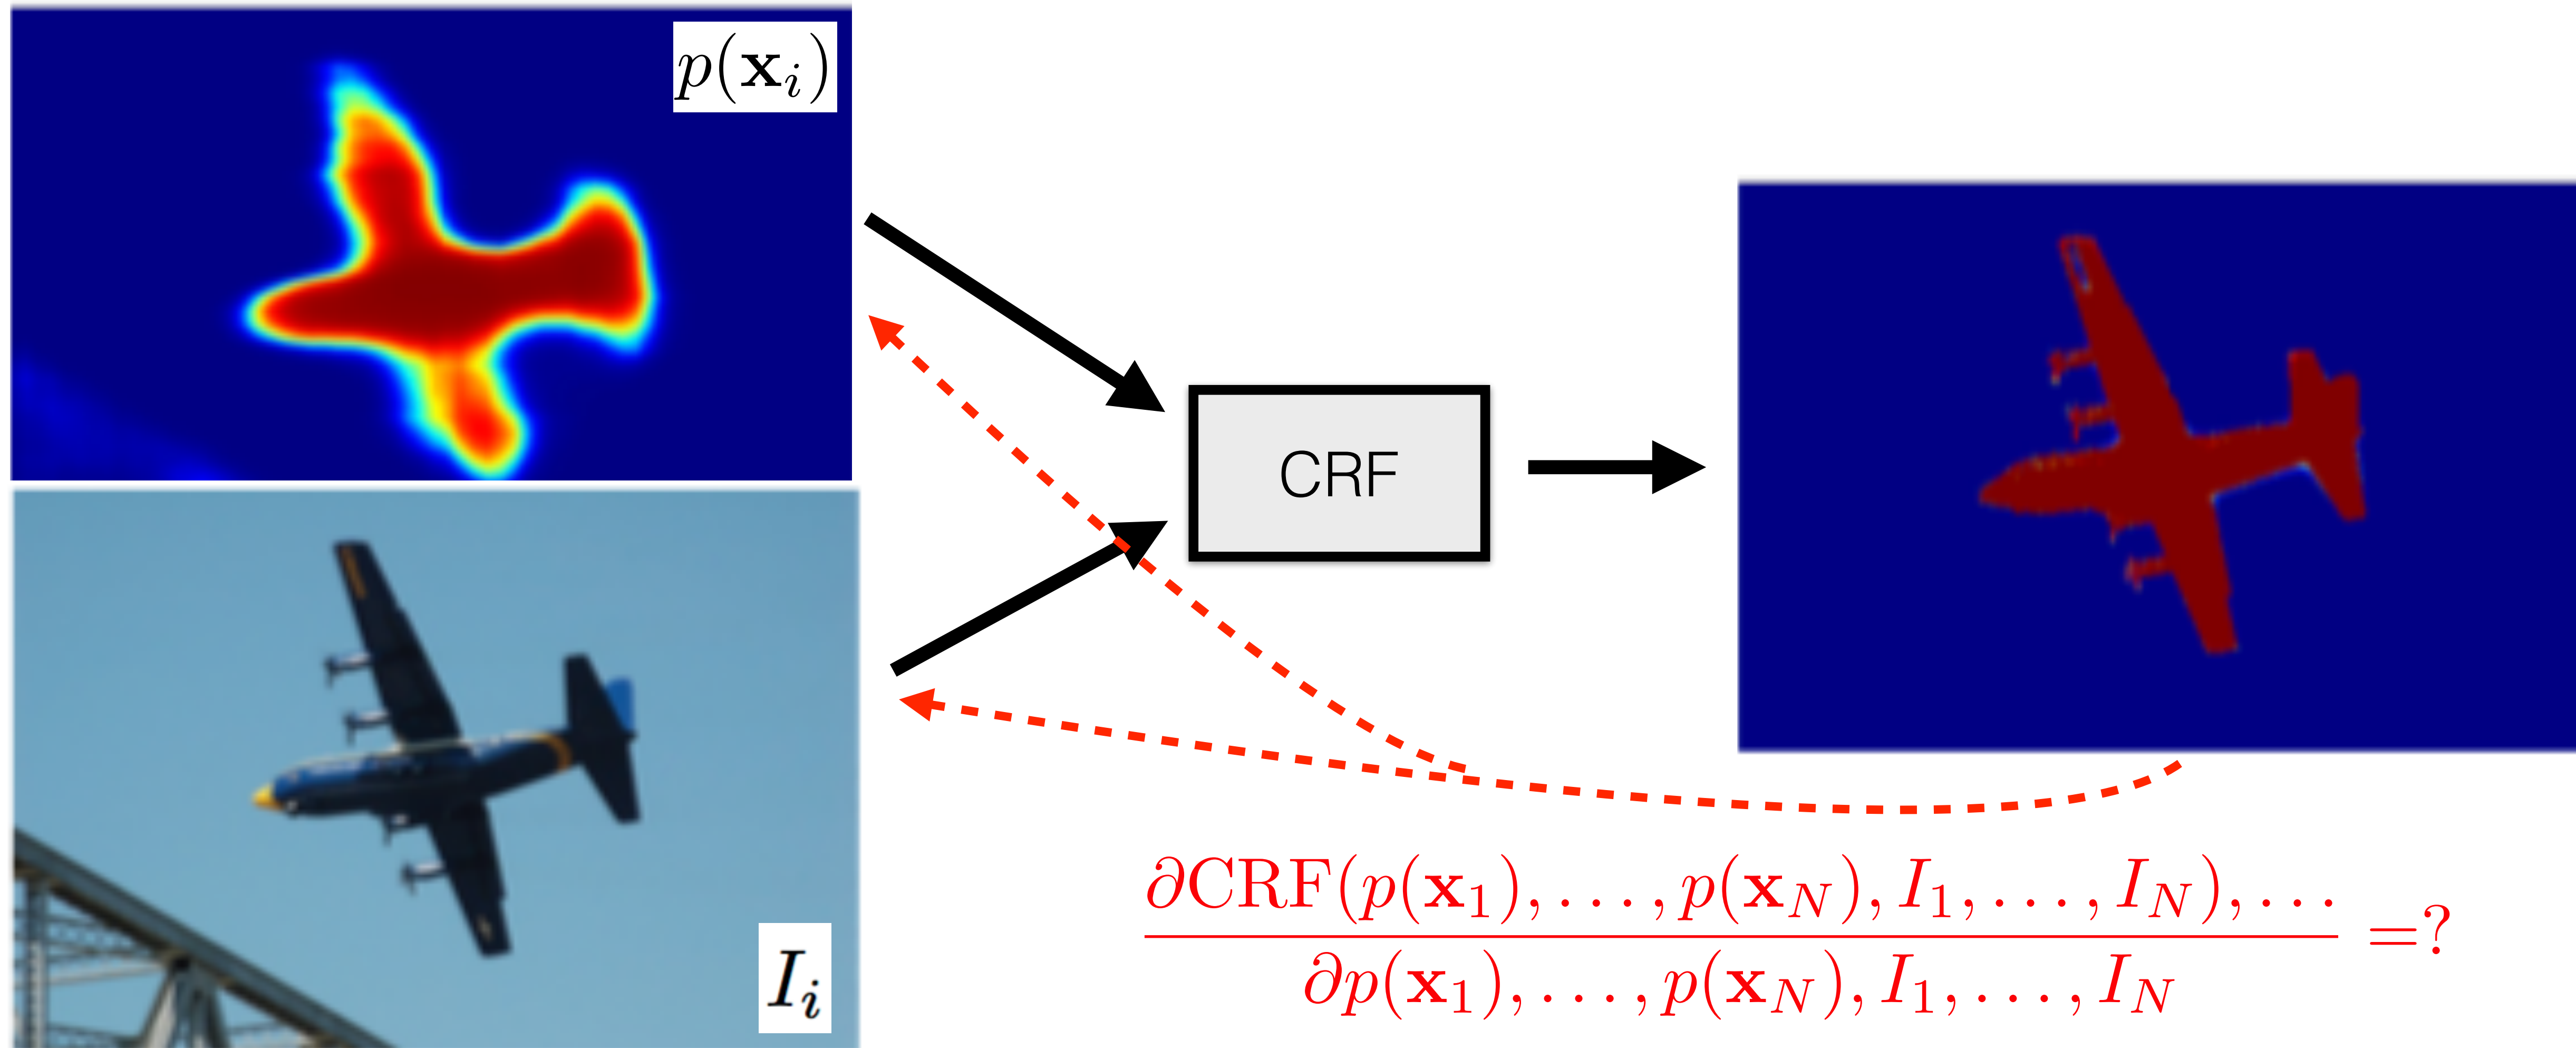 p(𝐱ᵢ)
CRF
Iᵢ
∂CRF(p(𝐱₁), . . . , p(𝐱_N), I₁, . . . , I_N), . . .
∂p(𝐱₁), . . . , p(𝐱_N), I₁, . . . , I_N
=?